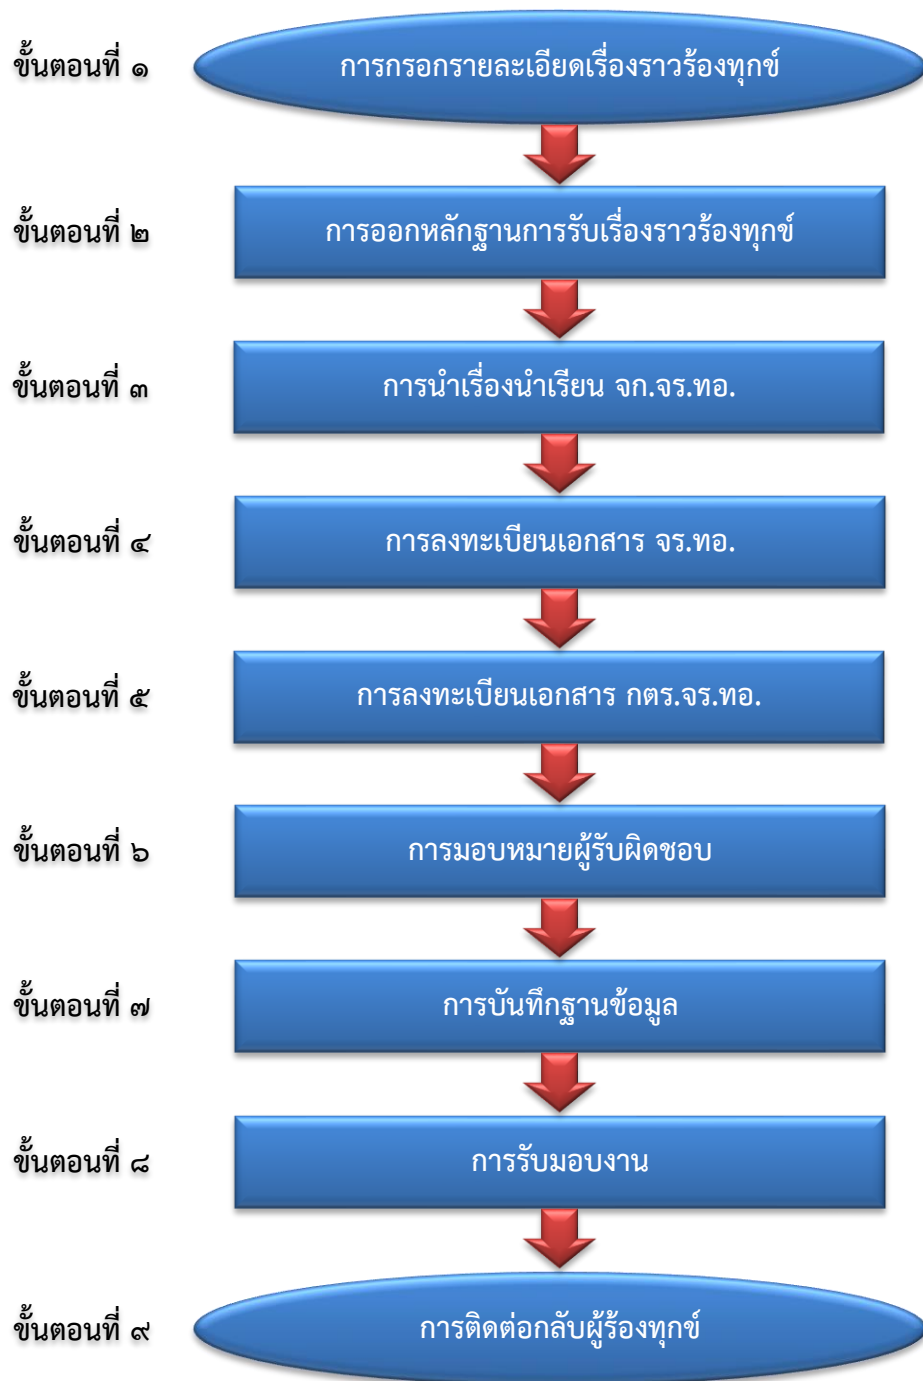 ขั้นตอนที่ ๑ การกรอกรายละเอียดเรื่องราวร้องทุกข์
ขั้นตอนที่ ๒ การออกหลักฐานการรับเรื่องราวร้องทุกข์
ขั้นตอนที่ ๓ การนำเรื่องนำเรียน จก.จร.ทอ.
ขั้นตอนที่ ๔ การลงทะเบียนเอกสาร จร.ทอ.
ขั้นตอนที่ ๕ การลงทะเบียนเอกสาร กตร.จร.ทอ.
ขั้นตอนที่ ๖ การมอบหมายผู้รับผิดชอบ
ขั้นตอนที่ ๗ การบันทึกฐานข้อมูล
ขั้นตอนที่ ๘ การรับมอบงาน
ขั้นตอนที่ ๙ การติดต่อกลับผู้ร้องทุกข์